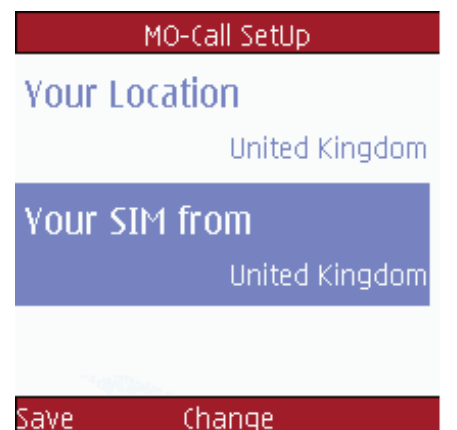 MO-Call SetUp
Your Location
United Kingdom
Your SIM from
United Kingdom
Save Change